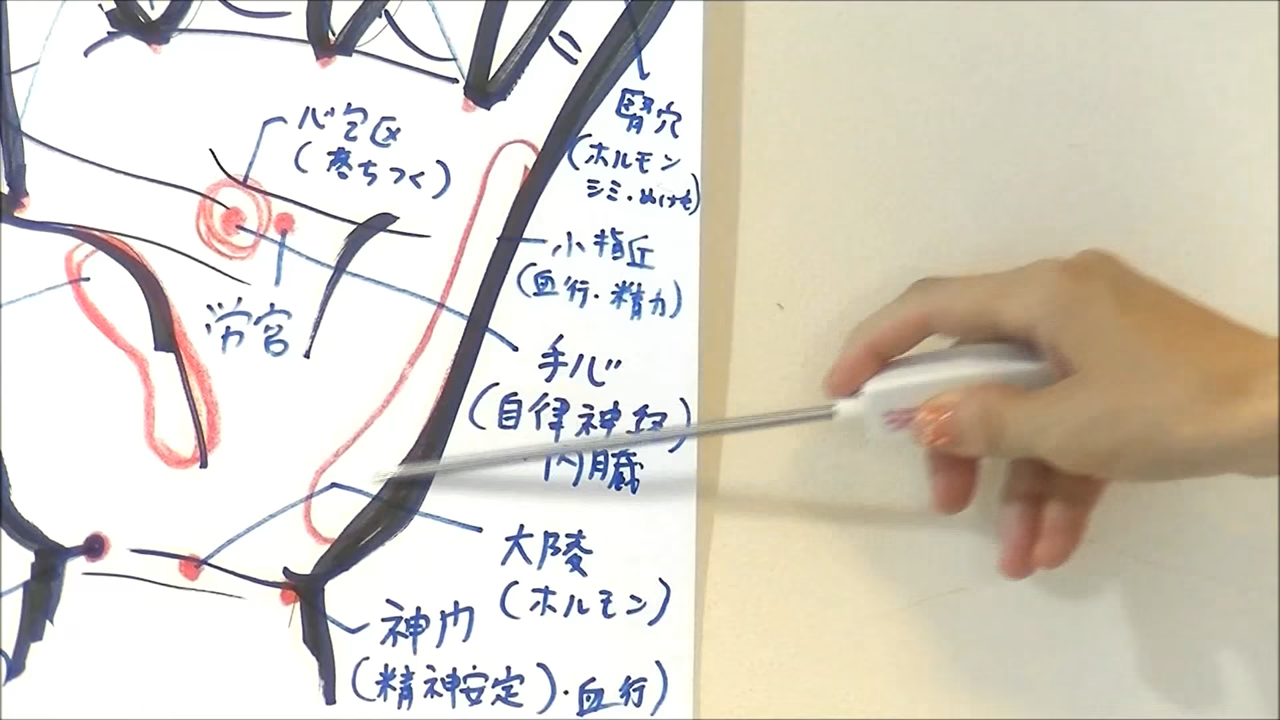 腎穴
(ホルモン
シミ・ぬけも)
心包区
(落ちつく)
小指丘
(血行・精力)
労宮
手心
(自律神経)
内臓
大陵
(ホルモン)
神門
(精神安定)・血行)